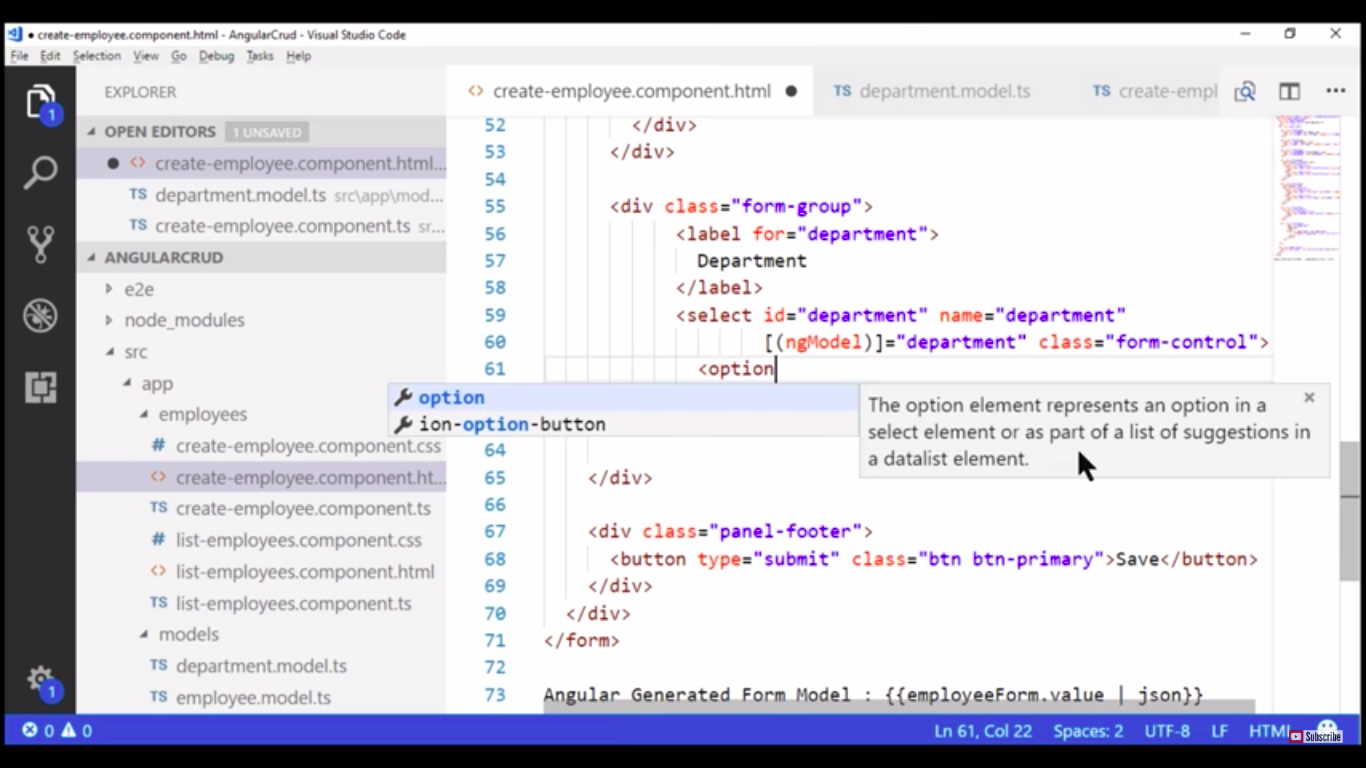 create-employee.component.html - AngularCrud - Visual Studio Code
File Edit Selection View Go Debug Tasks Help
1
EXPLORER
OPEN EDITORS 1 UNSAVED
<> create-employee.component.html...
TS department.model.ts src\app\mod...
TS create-employee.component.ts sr...
ANGULARCRUD
e2e
node_modules
src
app
employees
# create-employee.component.css
<> create-employee.component.ht...
TS create-employee.component.ts
# list-employees.component.css
<> list-employees.component.html
TS list-employees.component.ts
models
TS department.model.ts
TS employee.model.ts
1
<> create-employee.component.html ● TS department.model.ts TS create-empl
52 </div>
53 </div>
54
55 <div class="form-group">
56 <label for="department">
57 Department
58 </label>
59 <select id="department" name="department"
60 [(ngModel)]="department" class="form-control">
61 <option
option
ion-option-button
The option element represents an option in a
select element or as part of a list of suggestions in
a datalist element.
64
65 </div>
66
67 <div class="panel-footer">
68 <button type="submit" class="btn btn-primary">Save</button>
69 </div>
70 </div>
71 </form>
72
73 Angular Generated Form Model : {{employeeForm.value | json}}
0 0 Ln 61, Col 22 Spaces: 2 UTF-8 LF HTML
Subscribe